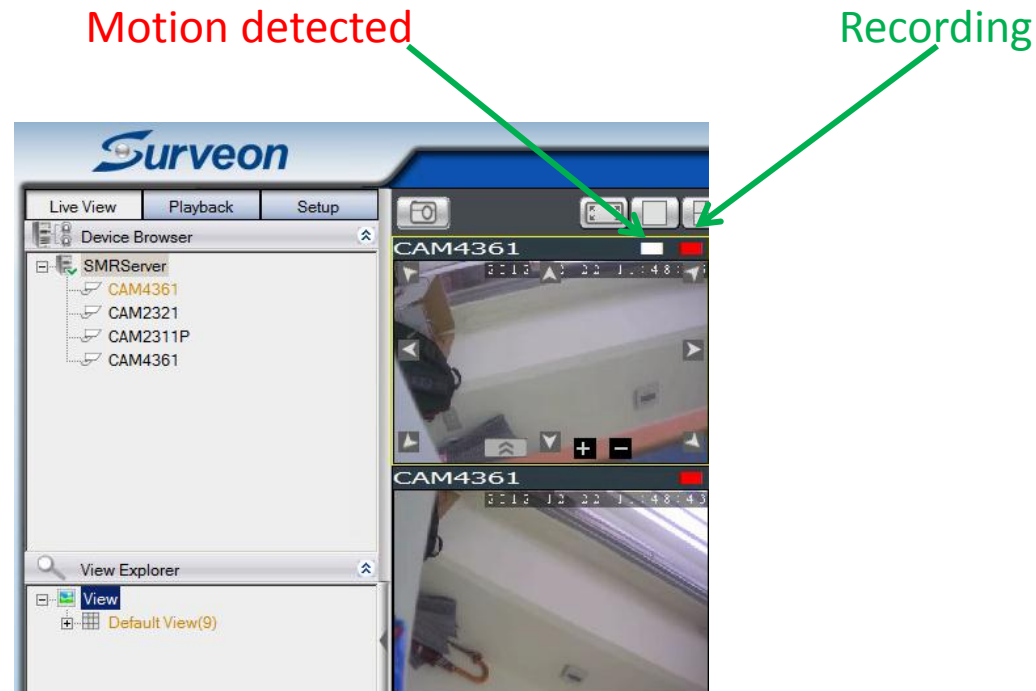 Motion detected
Recording
Surveon
Live View
Playback
Setup
Device Browser
SMRServer
CAM4361
CAM2321
CAM2311P
CAM4361
View Explorer
View
Default View(9)
CAM4361
CAM4361